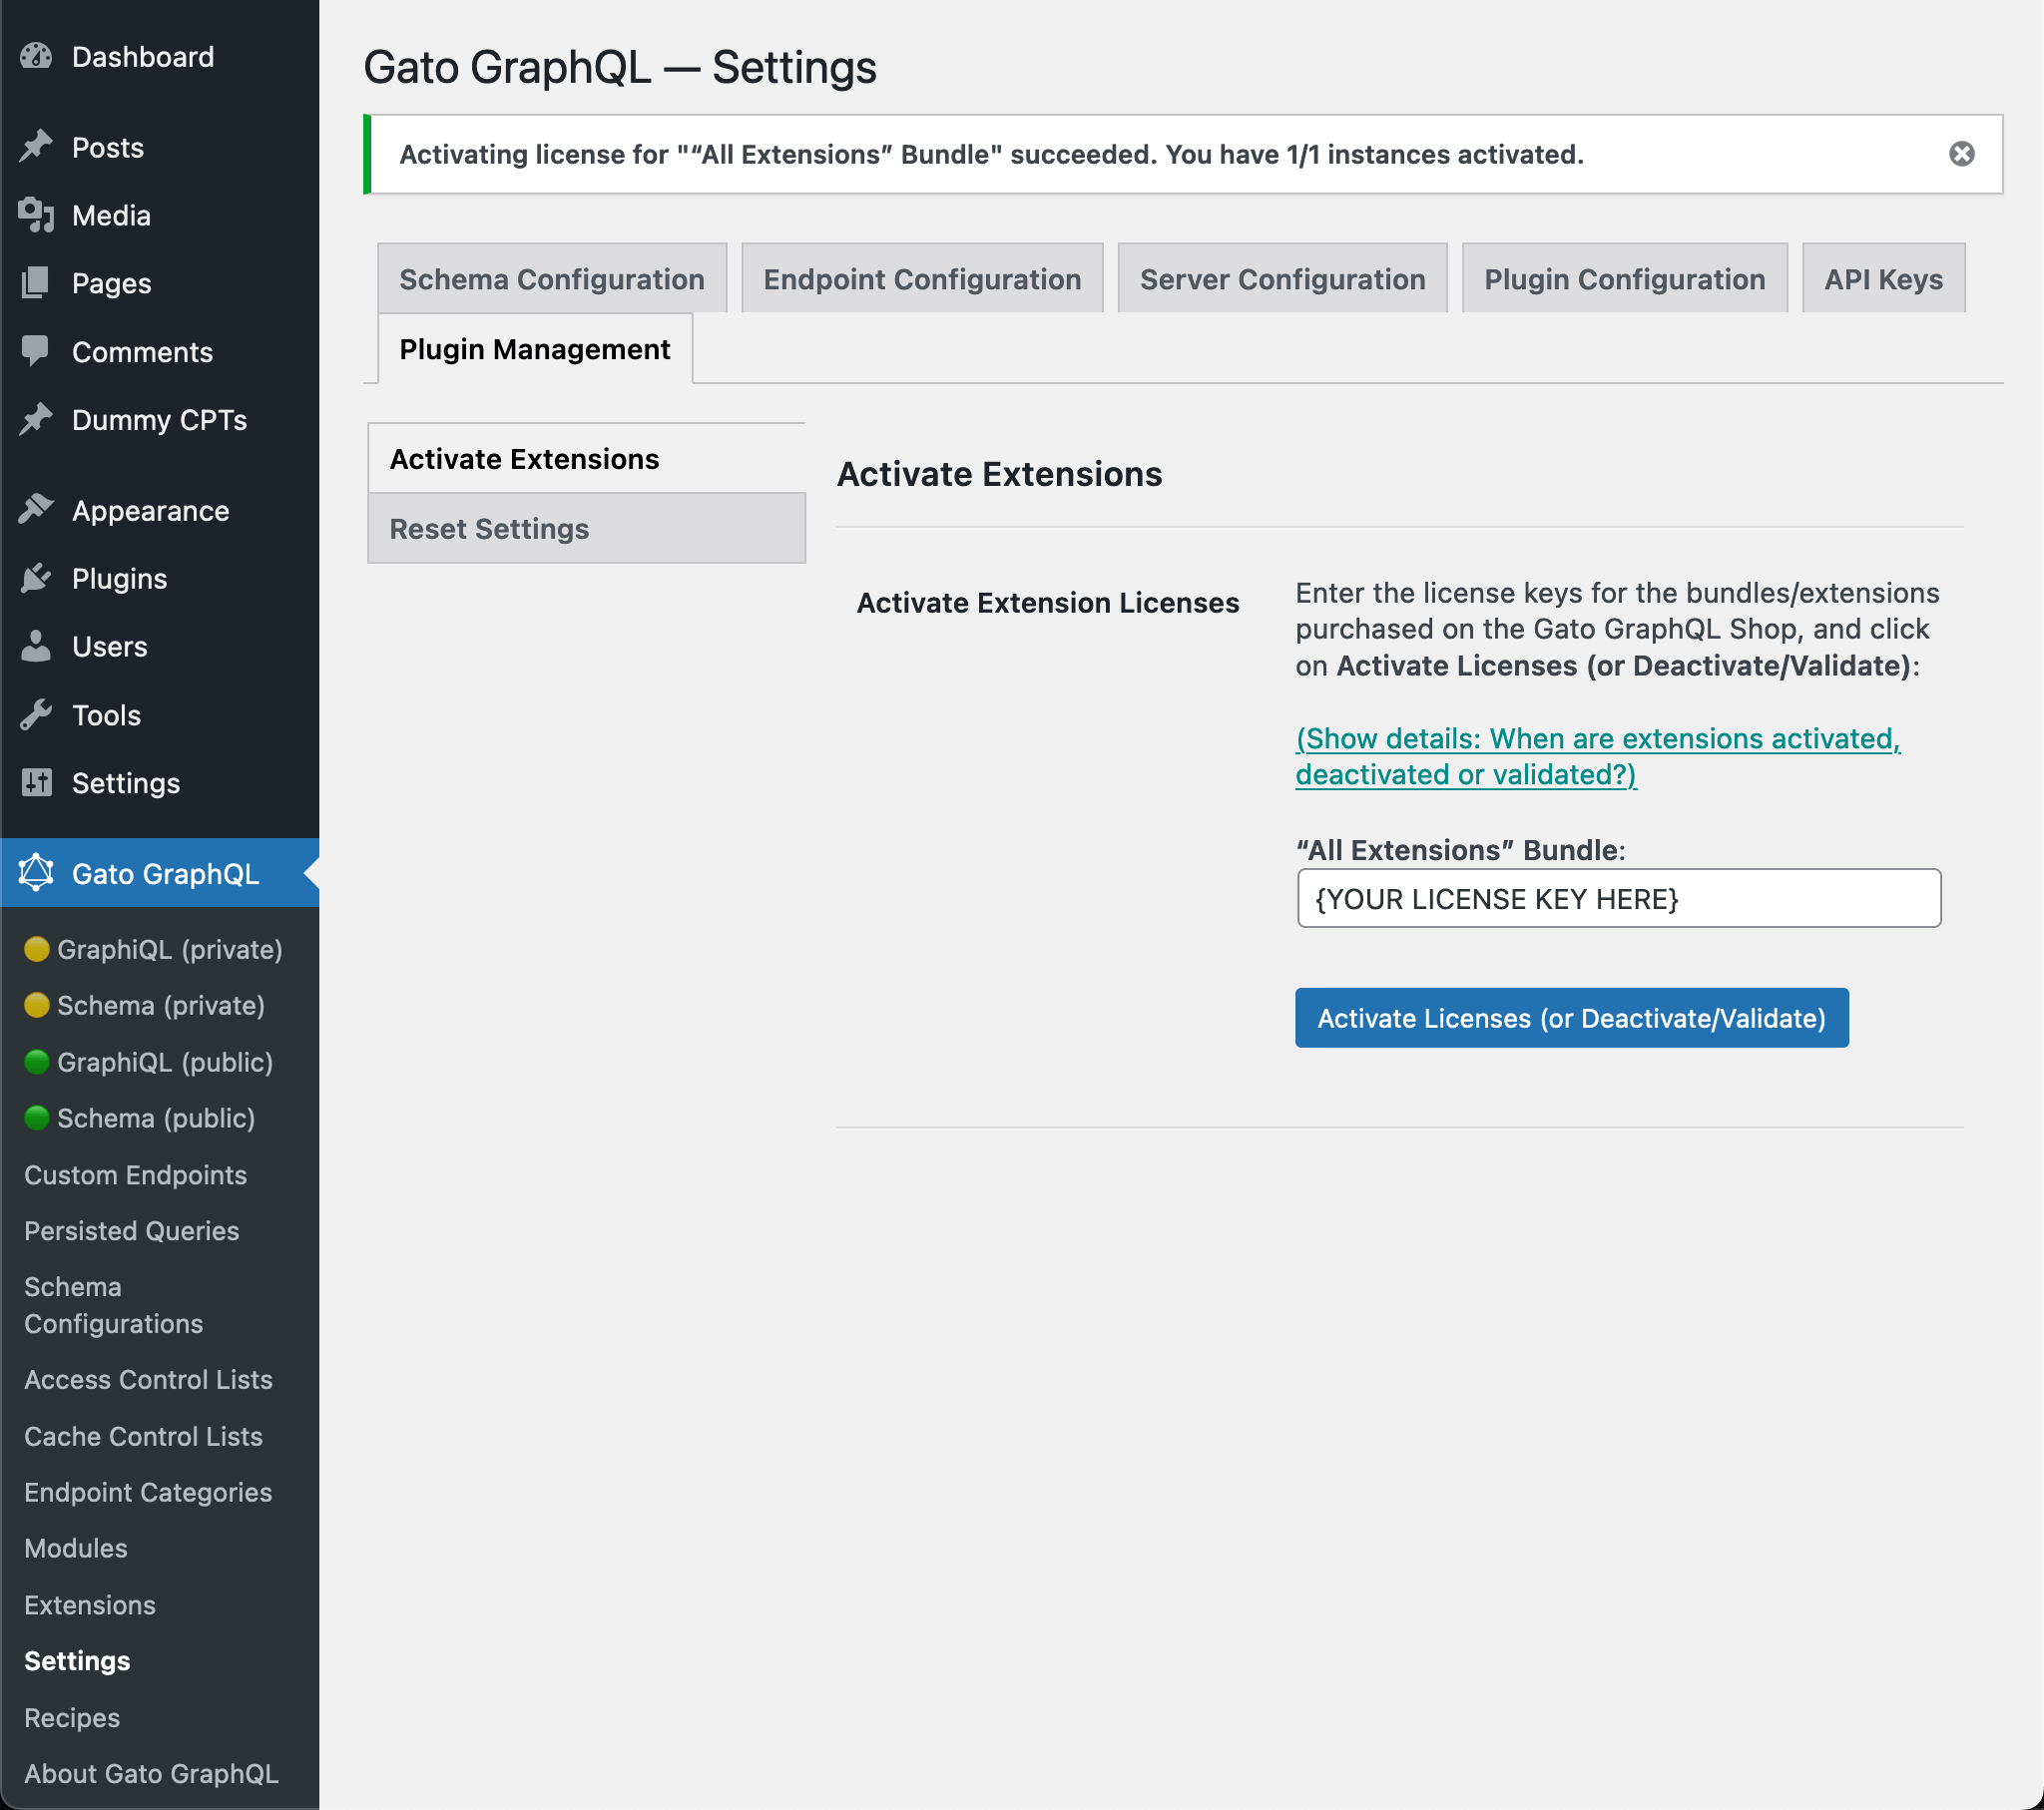 Dashboard
Posts
Media
Pages
Comments
Dummy CPTs
Appearance
Plugins
Users
Tools
Settings
Gato GraphQL
GraphiQL (private)
Schema (private)
GraphiQL (public)
Schema (public)
Custom Endpoints
Persisted Queries
Schema
Configurations
Access Control Lists
Cache Control Lists
Endpoint Categories
Modules
Extensions
Settings
Recipes
About Gato GraphQL
Gato GraphQL — Settings
Activating license for "“All Extensions” Bundle" succeeded. You have 1/1 instances activated.
Schema Configuration
Endpoint Configuration
Server Configuration
Plugin Configuration
API Keys
Plugin Management
Activate Extensions
Reset Settings
Activate Extensions
Activate Extension Licenses
Enter the license keys for the bundles/extensions
purchased on the Gato GraphQL Shop, and click
on Activate Licenses (or Deactivate/Validate):
(Show details: When are extensions activated,
deactivated or validated?)
“All Extensions” Bundle:
{YOUR LICENSE KEY HERE}
Activate Licenses (or Deactivate/Validate)